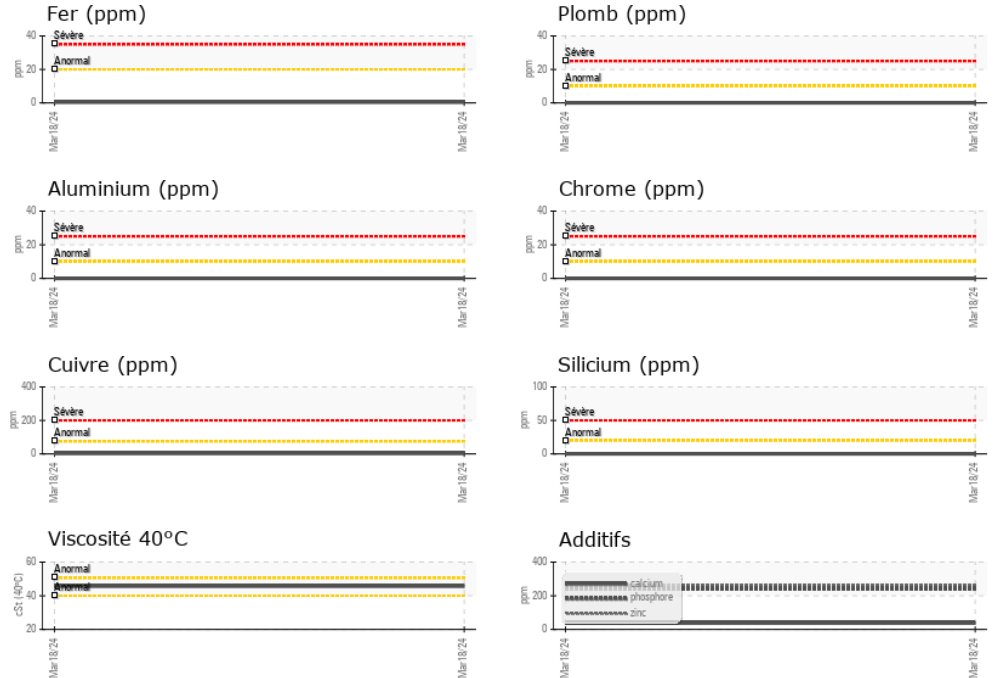 Fer (ppm)
40
20
0
ppm
Sévère
Anormal
Mar18/24
Mar18/24
Plomb (ppm)
40
20
0
ppm
Sévère
Anormal
Mar18/24
Mar18/24
Aluminium (ppm)
40
20
0
ppm
Sévère
Anormal
Mar18/24
Mar18/24
Chrome (ppm)
40
20
0
ppm
Sévère
Anormal
Mar18/24
Mar18/24
Cuivre (ppm)
400
200
0
ppm
Sévère
Anormal
Mar18/24
Mar18/24
Silicium (ppm)
100
50
0
ppm
Sévère
Anormal
Mar18/24
Mar18/24
Viscosité 40°C
60
40
20
cSt (40°C)
Anormal
Anormal
Mar18/24
Mar18/24
Additifs
400
200
0
ppm
calcium
phosphore
zinc
Mar18/24
Mar18/24